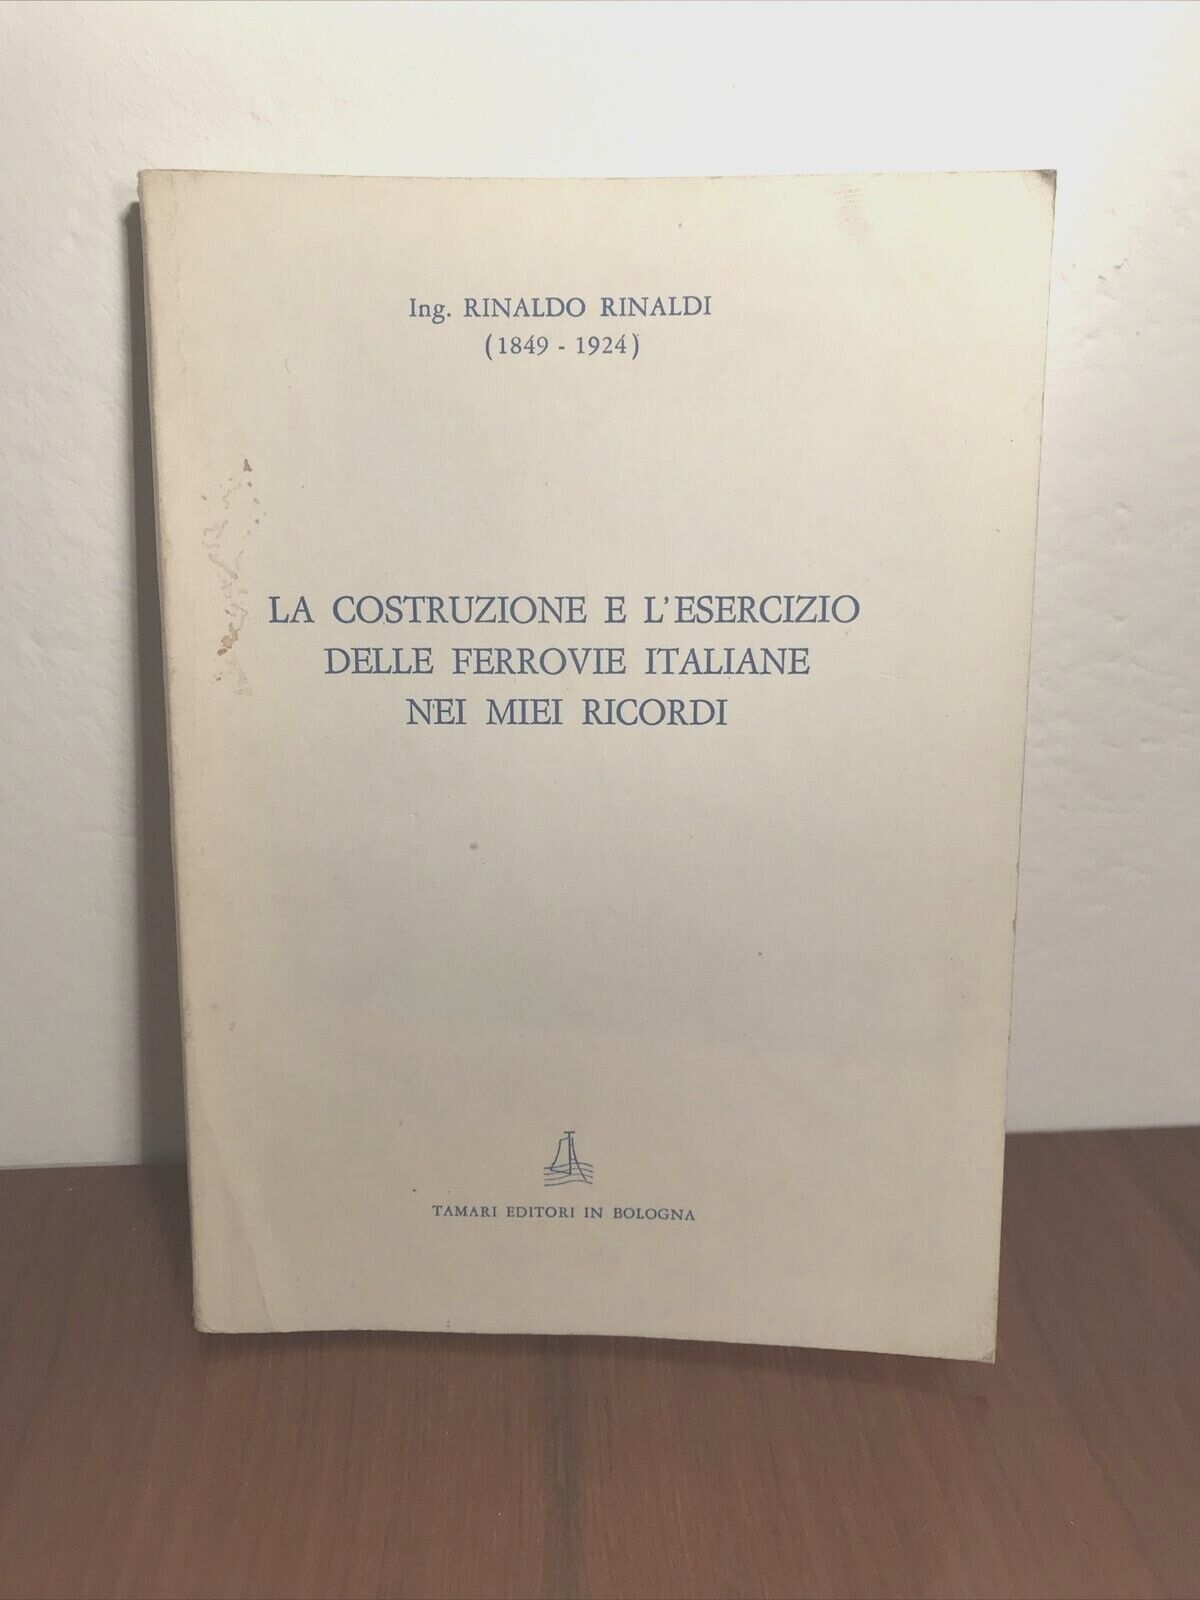 Ing. RINALDO RINALDI
(1849 - 1924)
LA COSTRUZIONE E L'ESERCIZIO
DELLE FERROVIE ITALIANE
NEI MIEI RICORDI
TAMARI EDITORI IN BOLOGNA